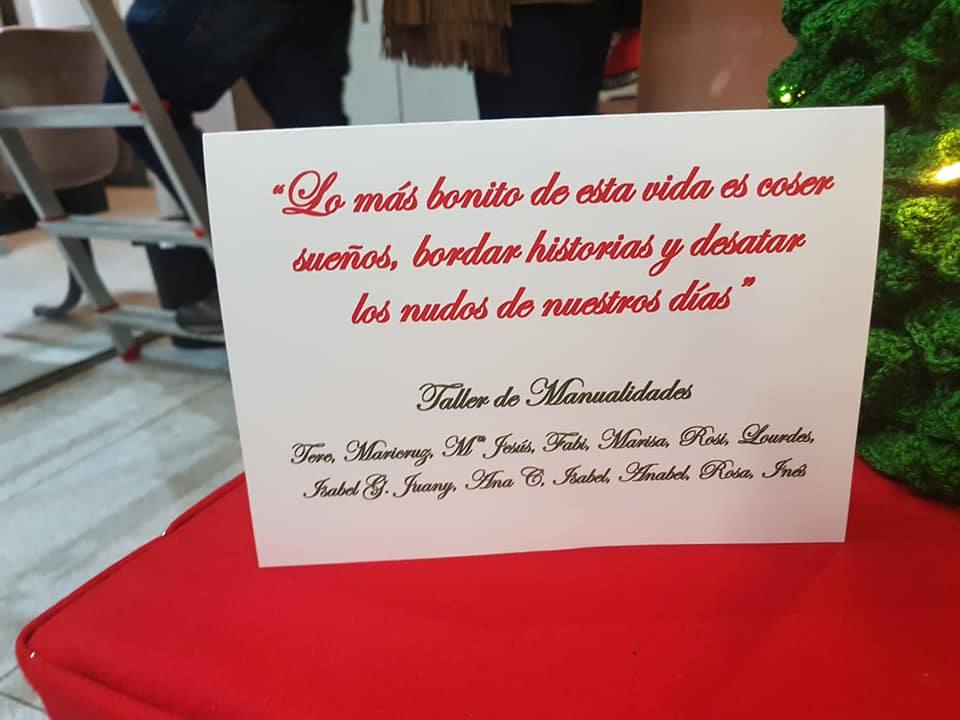 “Lo más bonito de esta vida es coser
sueños, bordar historias y desatar
los nudos de nuestros días”
Taller de Manualidades
Tere, Maricruz, Mª Jesús, Fabi, Marisa, Rosi, Lourdes,
Isabel G. Juany, Ana C, Isabel, Anabel, Rosa, Inés